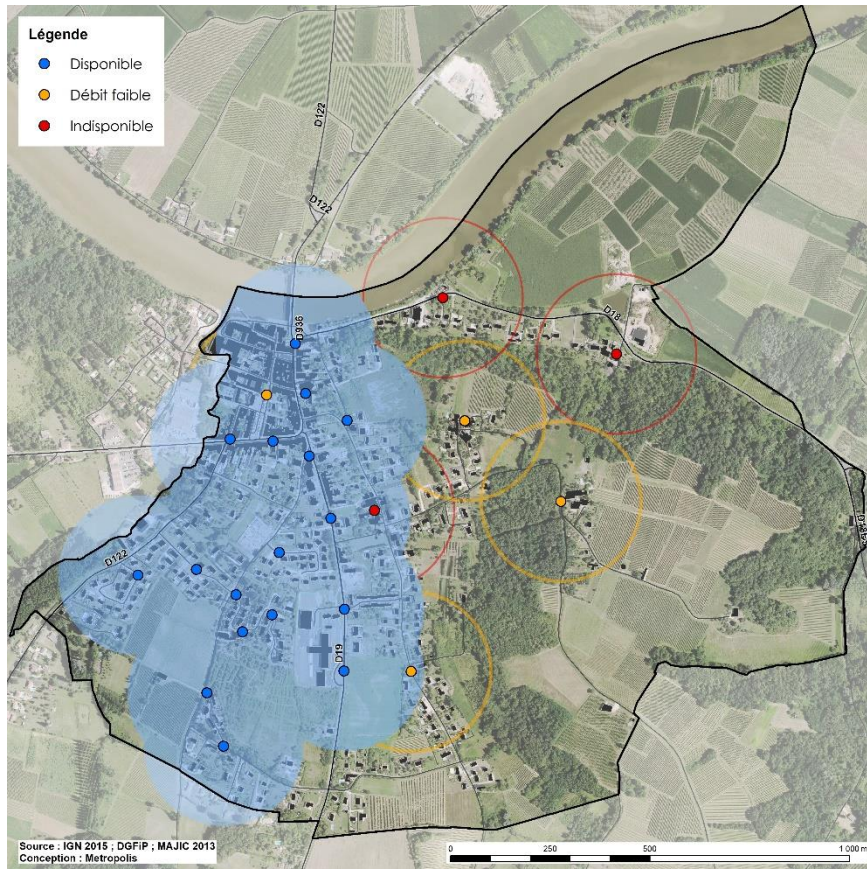 Légende
Disponible
Débit faible
Indisponible
D122
D122
D936
D18
D122
D19
Source : IGN 2015 ; DGFiP ; MAJIC 2013
Conception : Metropolis
0 250 500 1 000 m